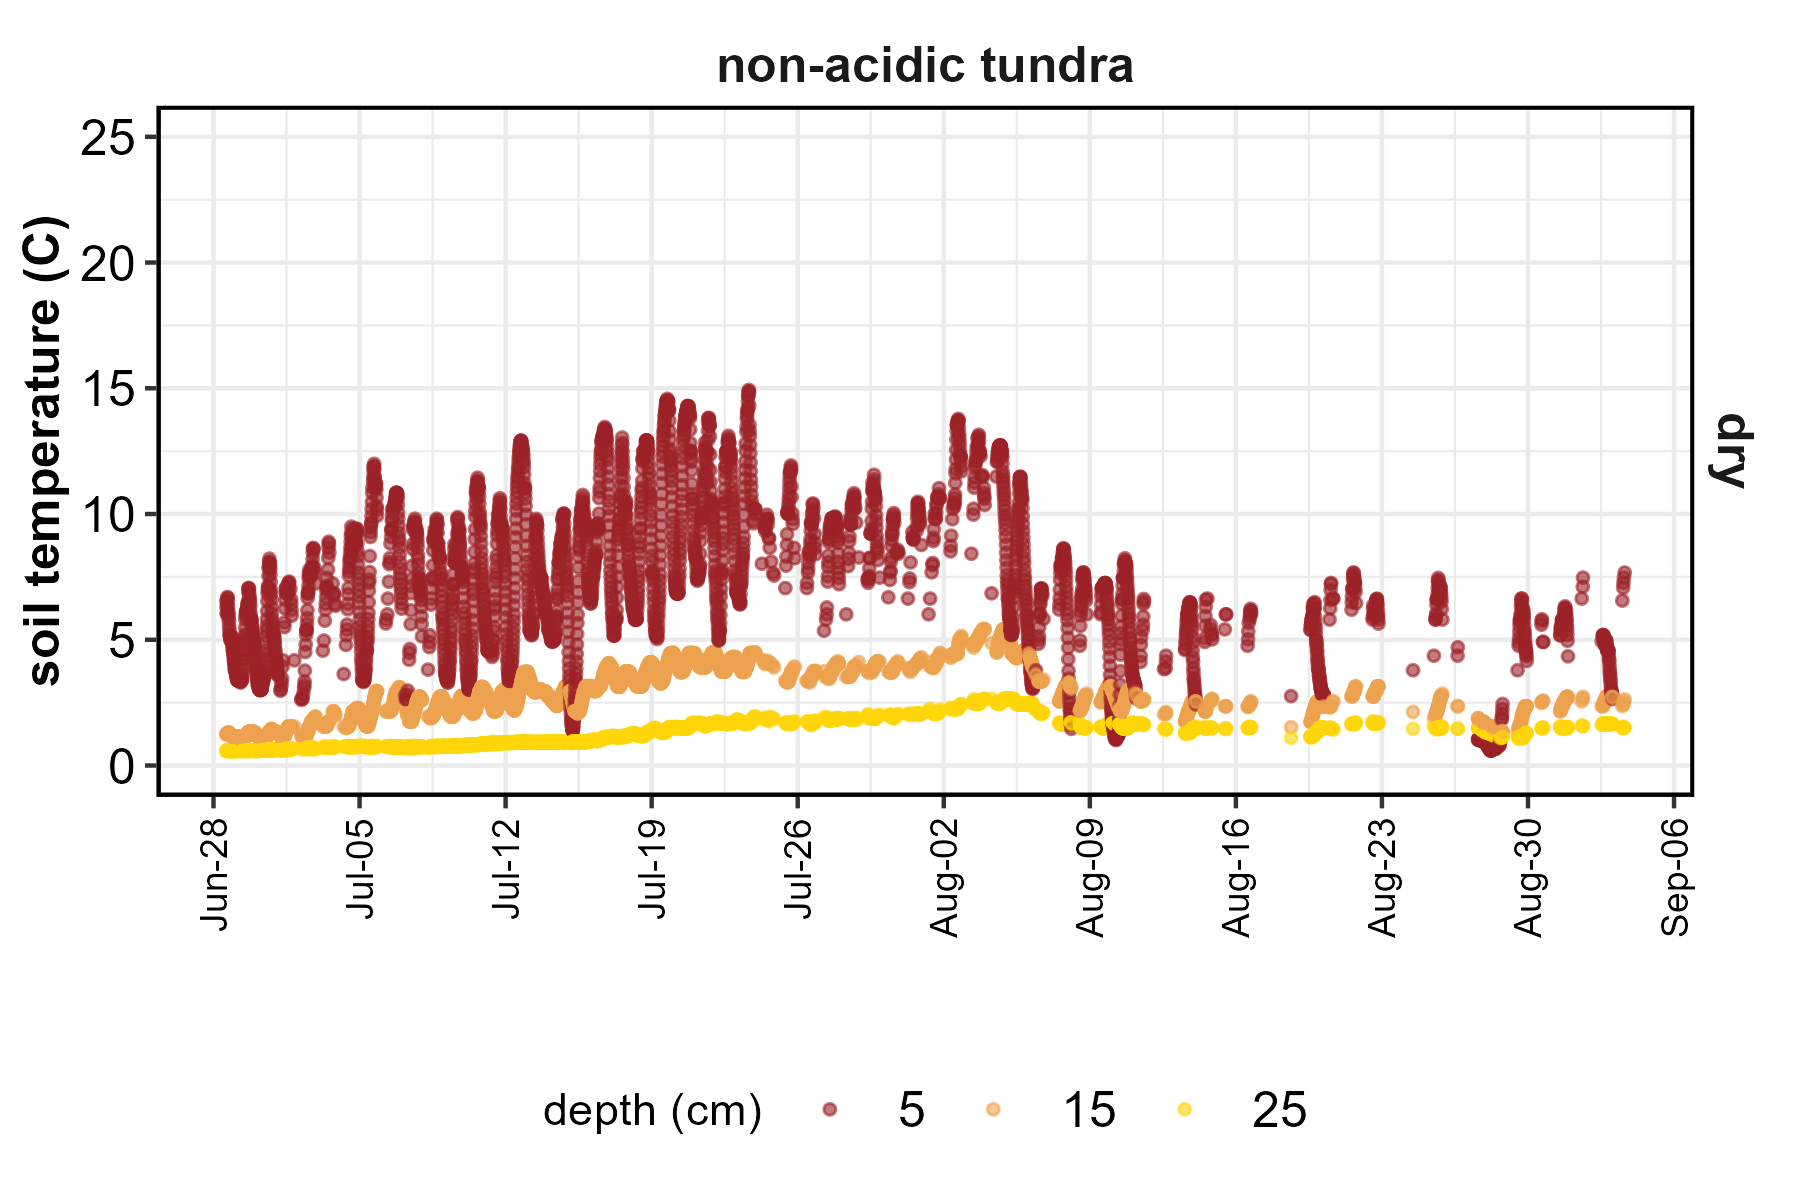 non-acidic tundra
soil temperature (C)
25
20
15
10
5
0
dry
Jun-28
Jul-05
Jul-12
Jul-19
Jul-26
Aug-02
Aug-09
Aug-16
Aug-23
Aug-30
Sep-06
depth (cm) 5 15 25